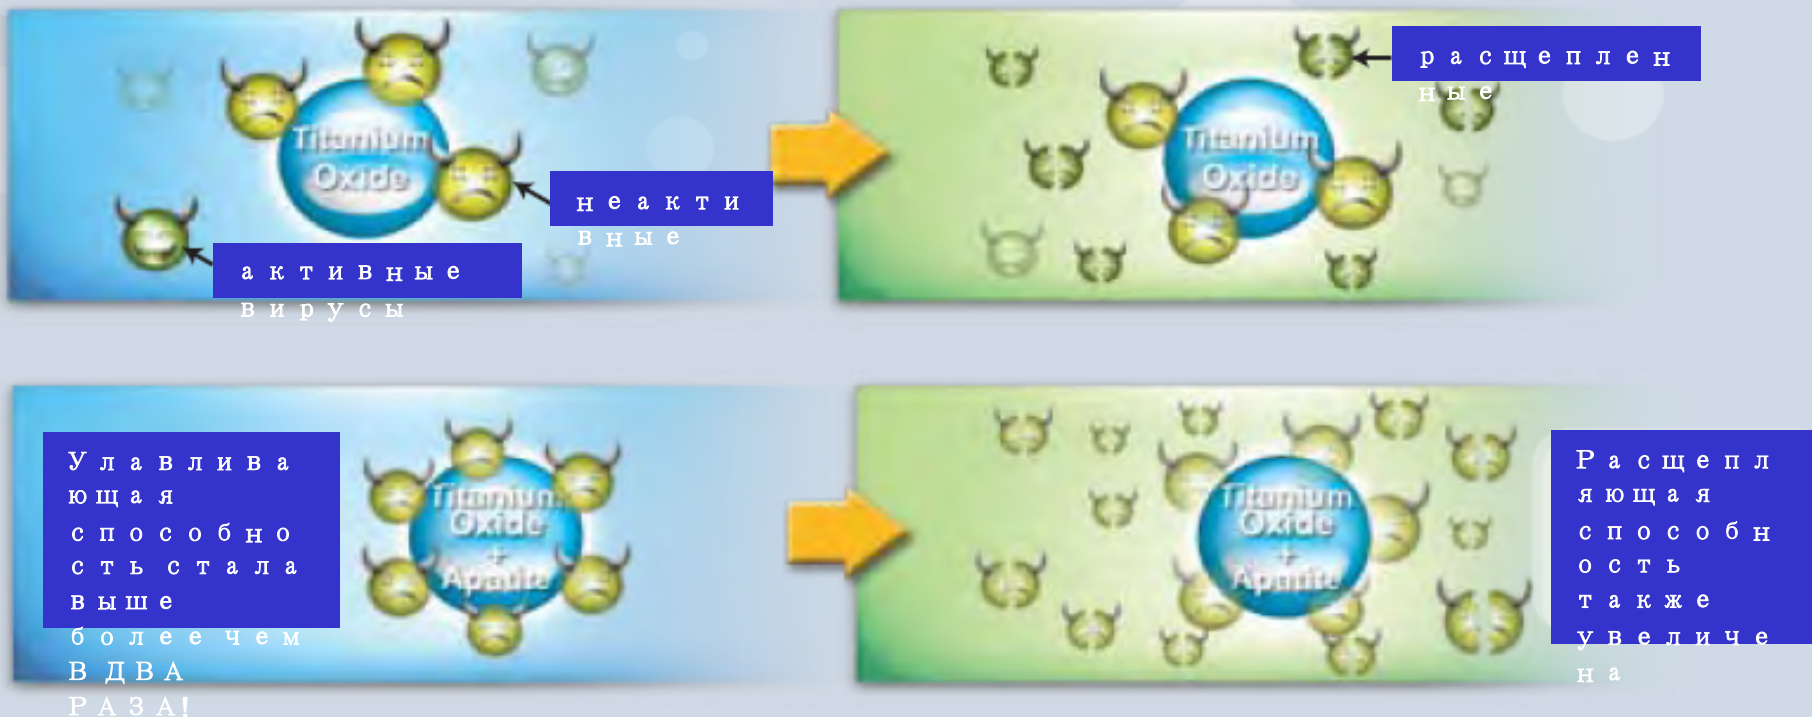 Titanium
Oxide
неакти
вные
активные
вирусы
Titanium
Oxide
расщеплен
ные
Улавлива
ющая
способно
сть стала
выше
более чем
В ДВА
РАЗА!
Titanium
Oxide
+
Apatite
Titanium
Oxide
+
Apatite
Расщепл
яющая
способн
ость
также
увеличе
на